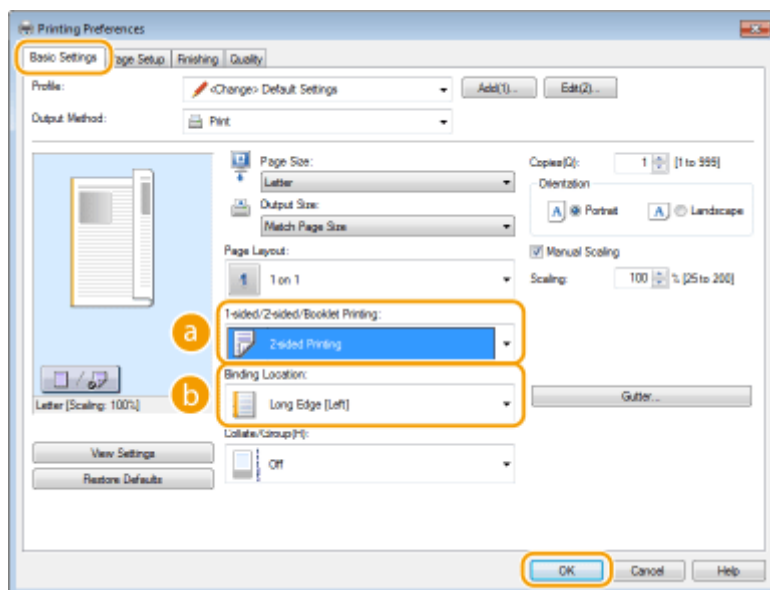 Printing Preferences
Basic Settings Page Setup Finishing Quality
Profile: <Change> Default Settings Add(1)... Edit(2)...
Output Method: Print
Page Size: Copies(Q): 1 [1 to 999]
Letter Orientation
Output Size: A Portrait A Landscape
Match Page Size
Page Layout: Manual Scaling
1 1 on 1 Scaling: 100 % [25 to 200]
1-sided/2-sided/Booklet Printing:
a 2-sided Printing
b Binding Location:
Letter [Scaling: 100%] Long Edge [Left] Gutter...
Collate/Group(H):
View Settings Off
Restore Defaults
OK Cancel Help